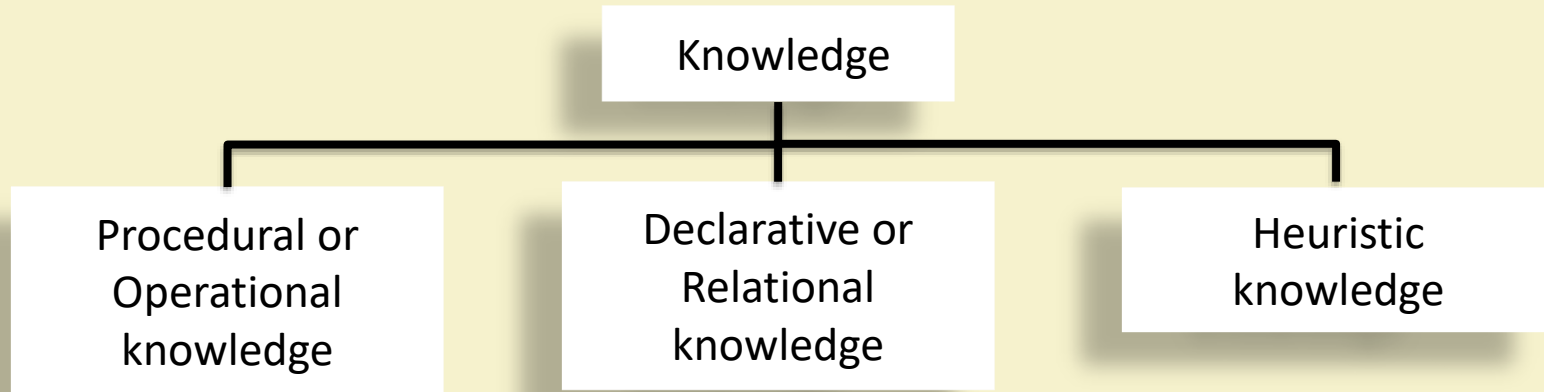 Knowledge
Procedural or
Operational
knowledge
Declarative or
Relational
knowledge
Heuristic
knowledge